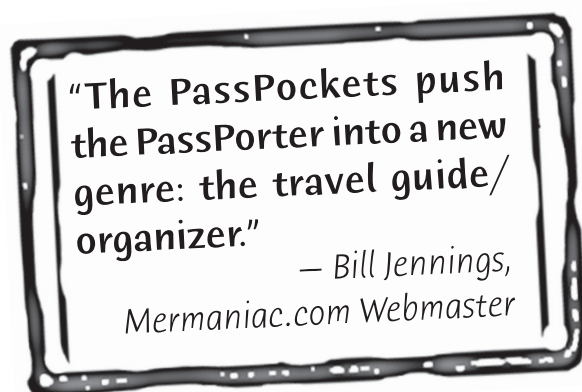 “The PassPockets push
the PassPorter into a new
genre: the travel guide/
organizer.”
— Bill Jennings,
Mermaniac.com Webmaster